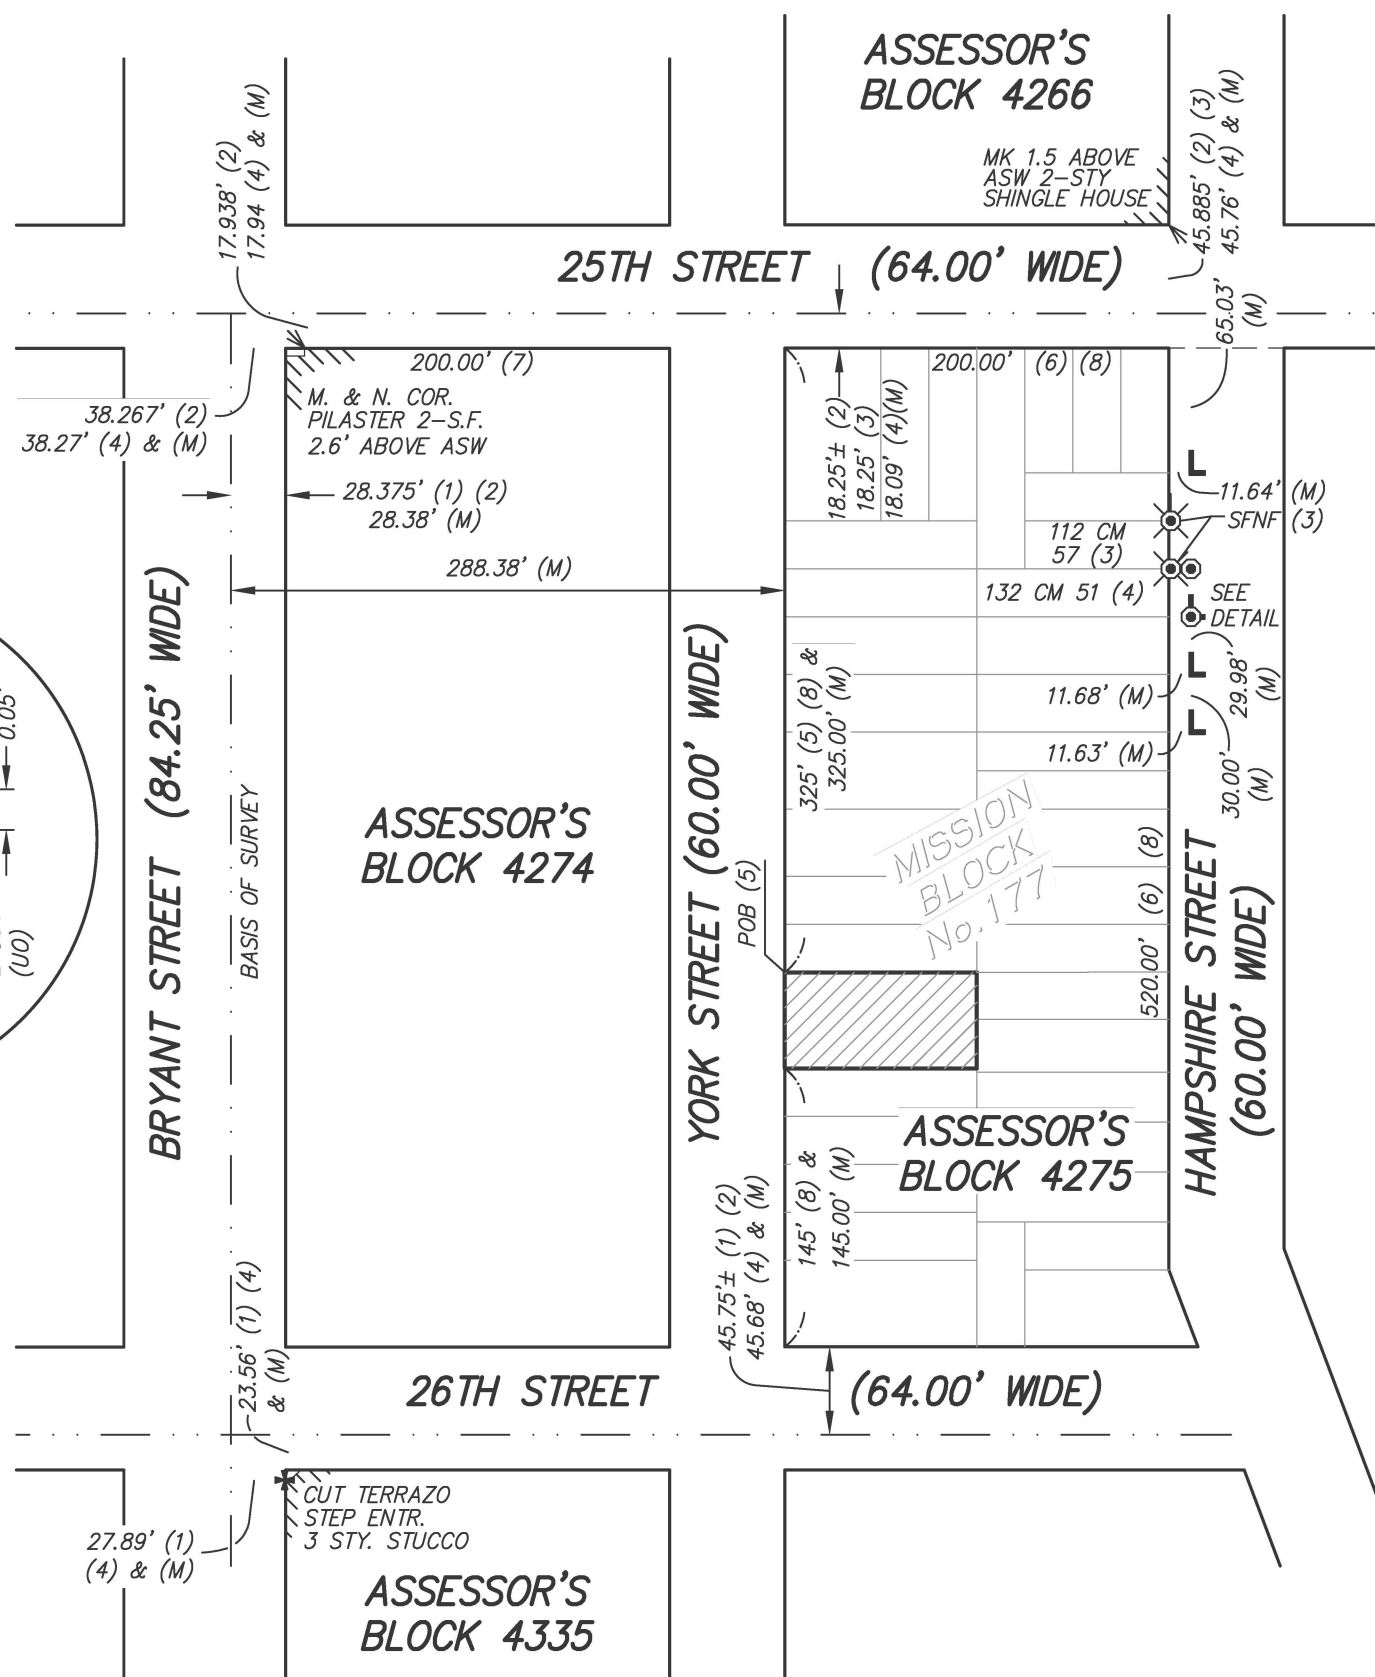 ASSESSOR'S
BLOCK 4266
MK 1.5 ABOVE
ASW 2-STY
SHINGLE HOUSE
17.938' (2)
17.94 (4) & (M)
45.885' (2) (3)
45.76' (4) & (M)
25TH STREET (64.00' WIDE)
65.03'
(M)
200.00' (7)
200.00' (6) (8)
M. & N. COR.
PILASTER 2-S.F.
2.6' ABOVE ASW
38.267' (2)
38.27' (4) & (M)
18.25'± (2)
18.25' (3)
18.09' (4)(M)
28.375' (1) (2)
28.38' (M)
11.64' (M)
SFNF (3)
112 CM
57 (3)
288.38' (M)
132 CM 51 (4)
SEE
DETAIL
BRYANT STREET (84.25' WIDE)
BASIS OF SURVEY
YORK STREET (60.00' WIDE)
325' (5) (8) &
325.00' (M)
11.68' (M)
29.98'
(M)
11.63' (M)
30.00'
(M)
0.05'
(UO)
ASSESSOR'S
BLOCK 4274
MISSION
BLOCK
No. 177
POB (5)
520.00' (6) (8)
HAMPSHIRE STREET
(60.00' WIDE)
ASSESSOR'S
BLOCK 4275
145' (8) &
145.00' (M)
45.75'± (1) (2)
45.68' (4) & (M)
23.56' (1) (4)
& (M)
26TH STREET (64.00' WIDE)
CUT TERRAZO
STEP ENTR.
3 STY. STUCCO
27.89' (1)
(4) & (M)
ASSESSOR'S
BLOCK 4335